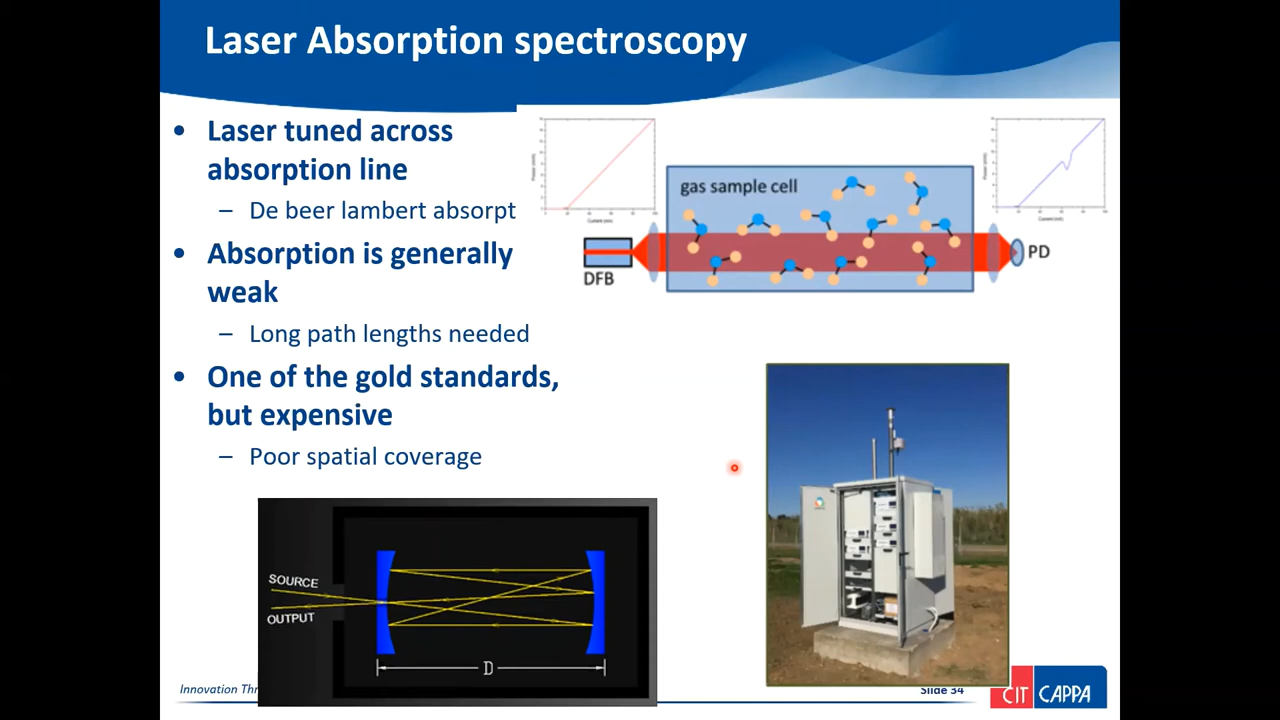 Laser Absorption spectroscopy
• Laser tuned across
absorption line
– De beer lambert absorpt
• Absorption is generally
weak
– Long path lengths needed
• One of the gold standards,
but expensive
– Poor spatial coverage
gas sample cell
DFB
PD
SOURCE
OUTPUT
D
Innovation Thr
Slide 34
CIT CAPPA